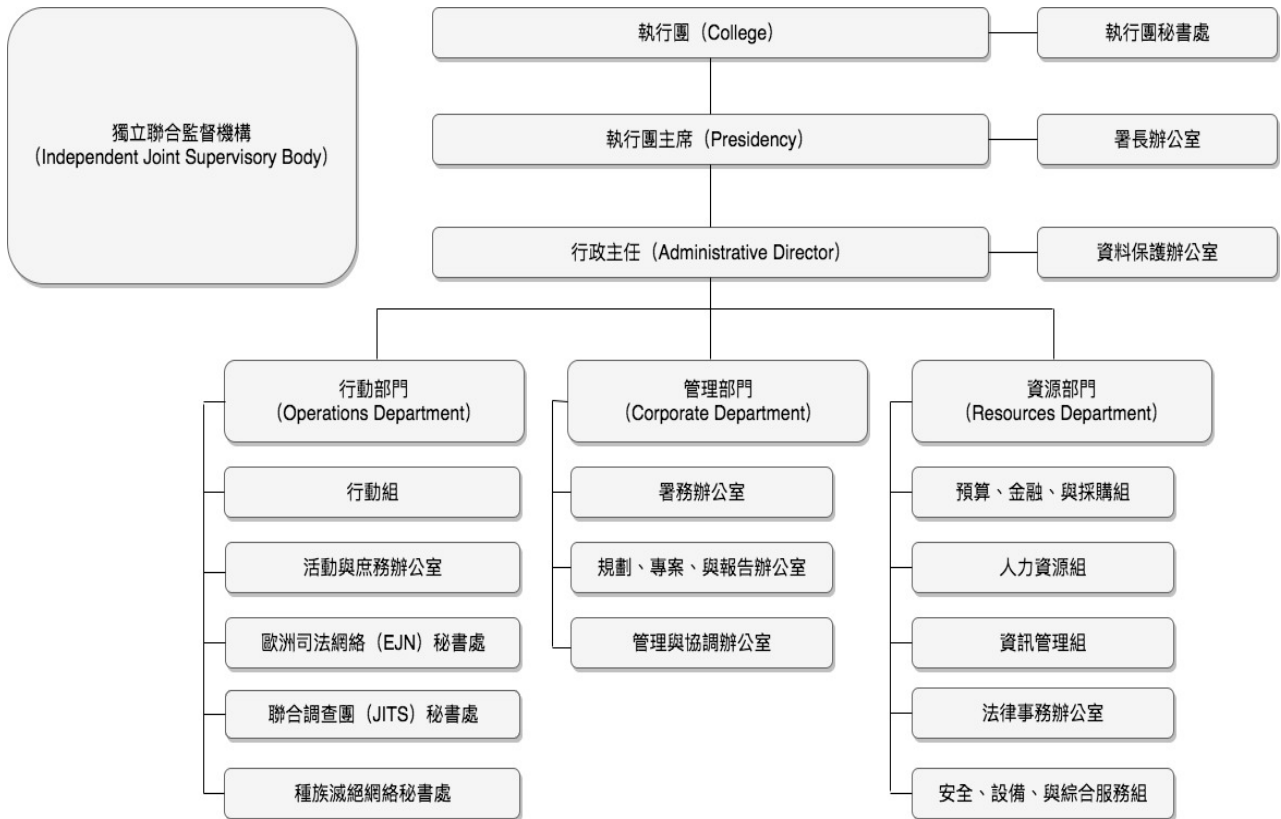 獨立聯合監督機構
(Independent Joint Supervisory Body)
執行團（College）
執行團秘書處
執行團主席（Presidency）
署長辦公室
行政主任（Administrative Director）
資料保護辦公室
行動部門
（Operations Department）
行動組
活動與庶務辦公室
歐洲司法網絡（EJN）秘書處
聯合調查團（JITS）秘書處
種族滅絕網絡秘書處
管理部門
（Corporate Department）
署務辦公室
規劃、專案、與報告辦公室
管理與協調辦公室
資源部門
（Resources Department）
預算、金融、與採購組
人力資源組
資訊管理組
法律事務辦公室
安全、設備、與綜合服務組